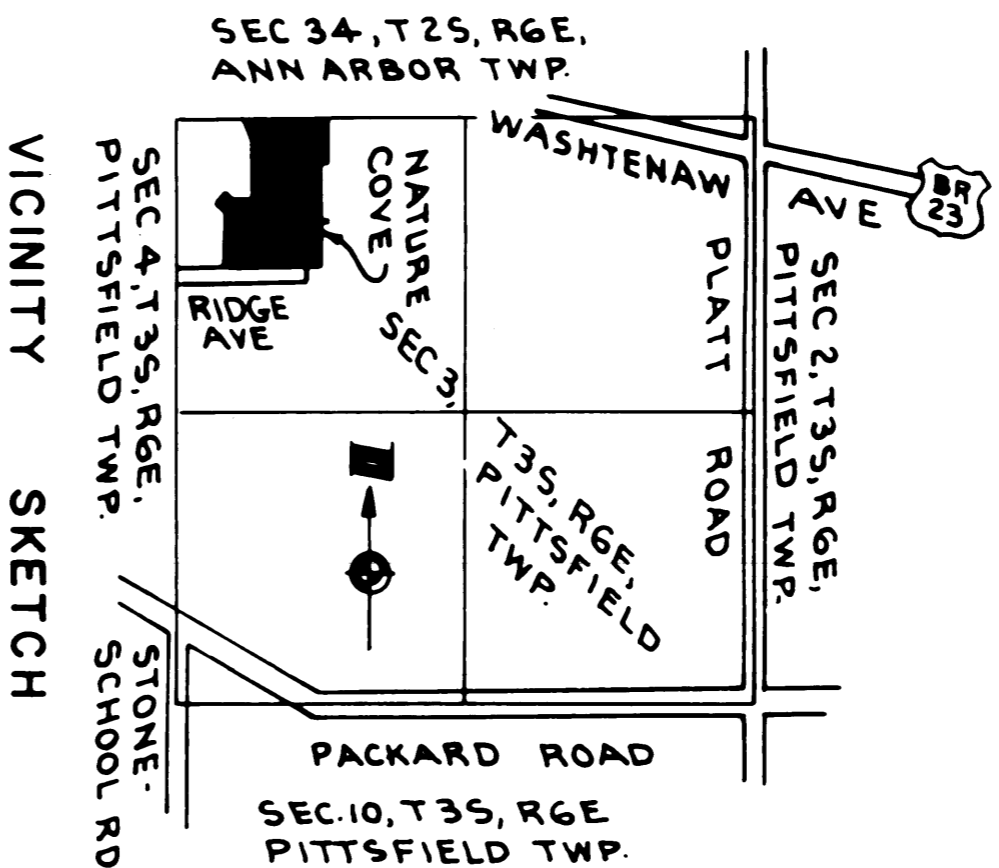 SEC 34, T2S, R6E,
ANN ARBOR TWP.
WASHTENAW
AVE
BR
23
NATURE
COVE
RIDGE
AVE
SEC 3,
T3S, R6E,
PITTSFIELD
TWP.
PLATT
ROAD
SEC 2, T3S, R6E,
PITTSFIELD TWP.
SEC 4, T3S, R6E.
PITTSFIELD TWP.
N
STONE-
SCHOOL RD
PACKARD ROAD
SEC.10, T3S, R6E
PITTSFIELD TWP.
VICINITY SKETCH